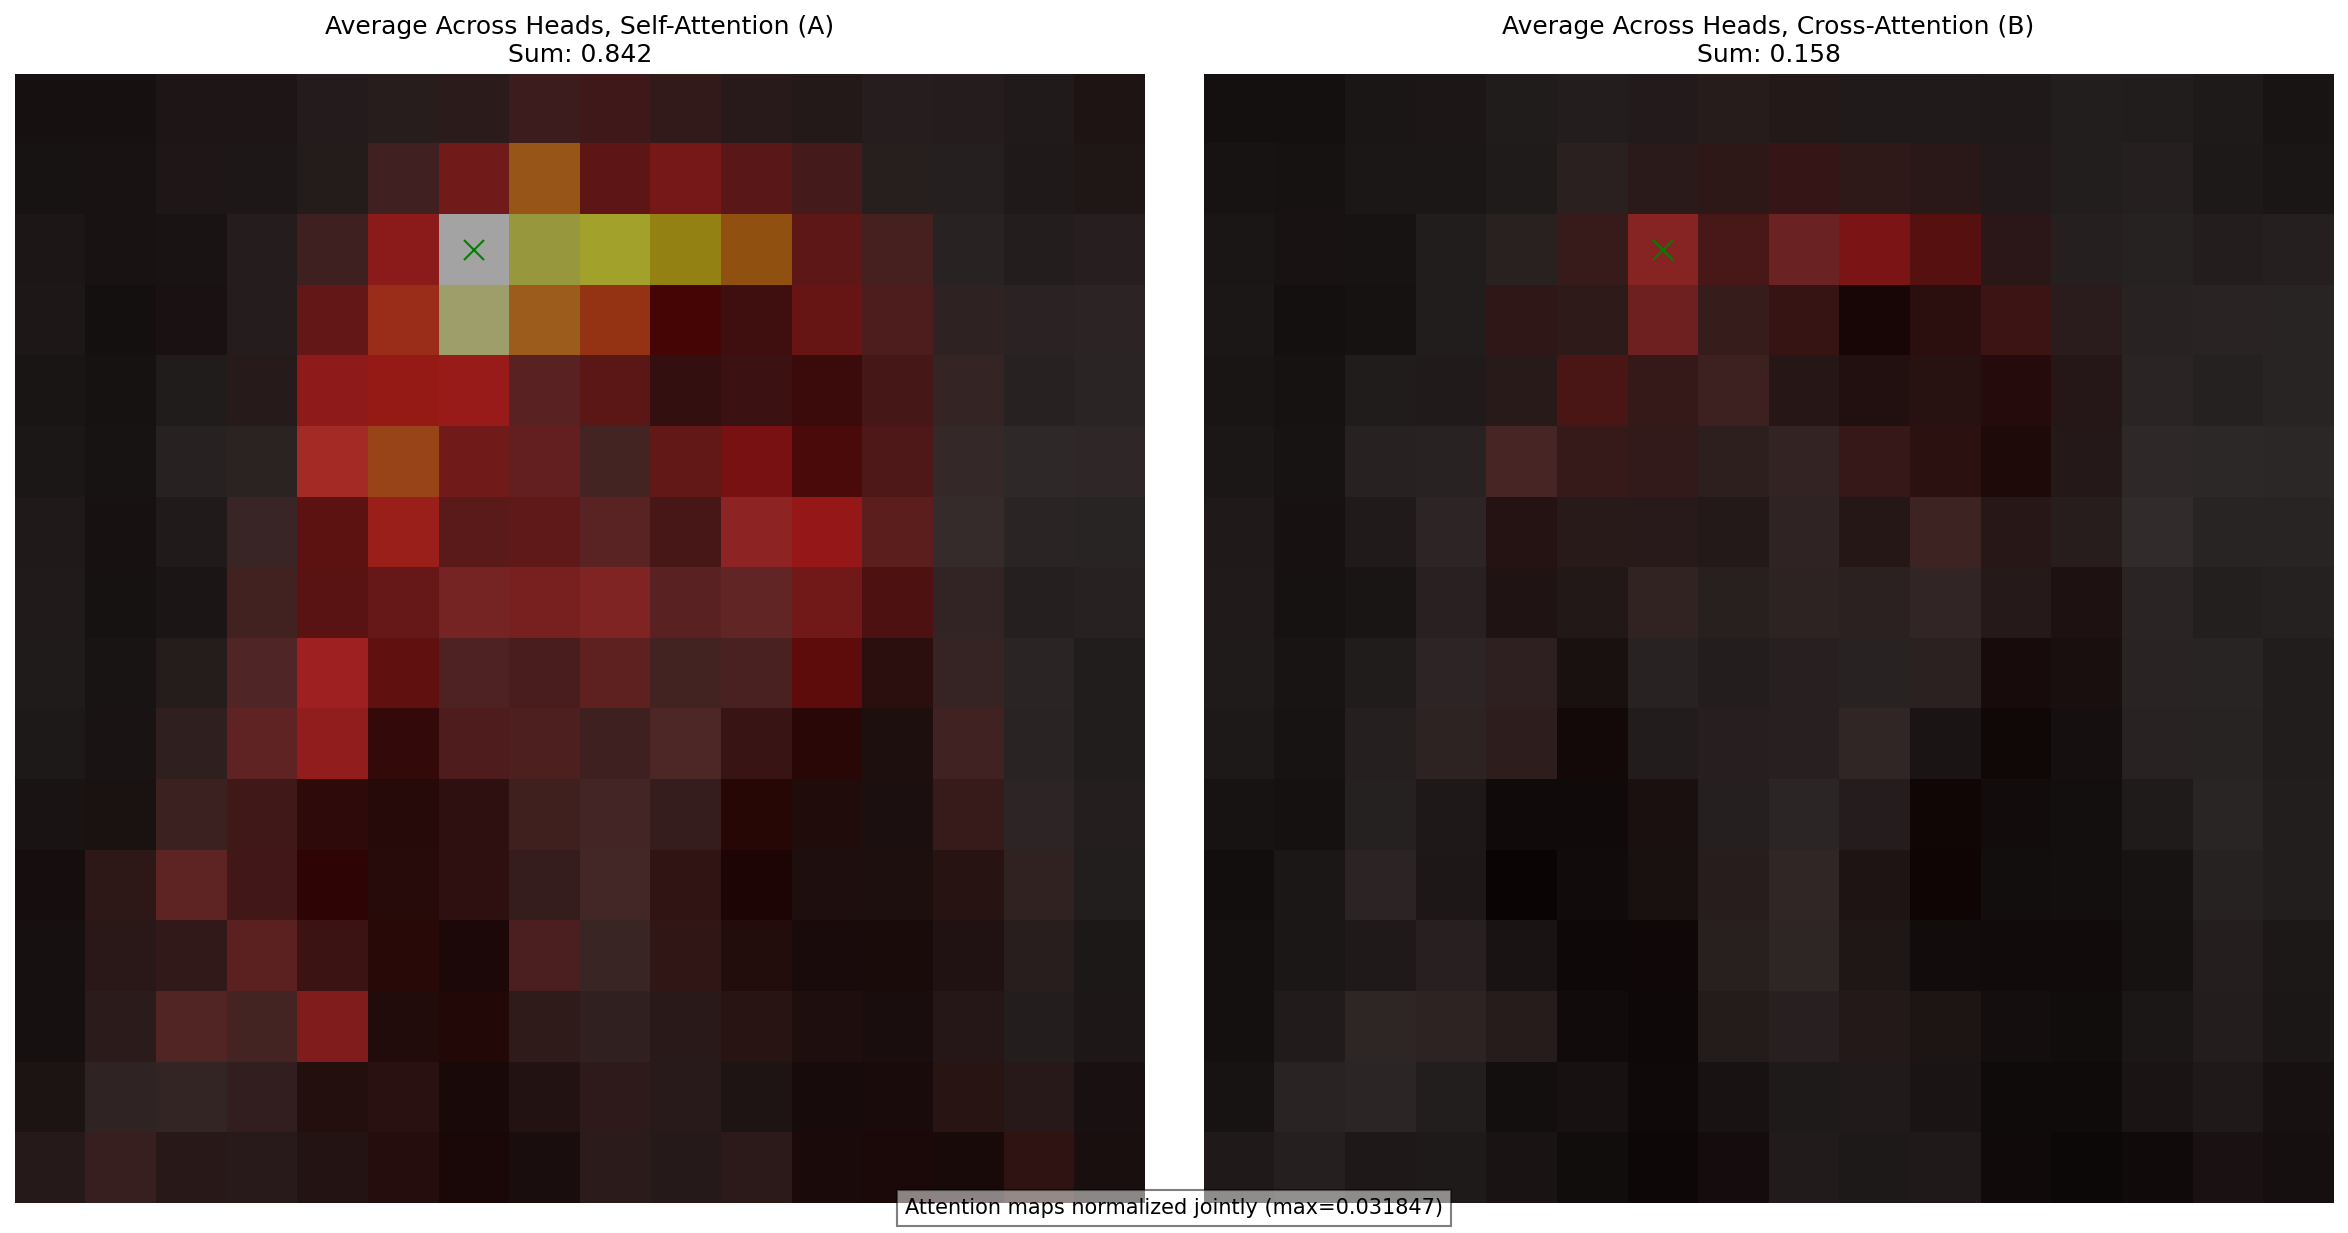 Average Across Heads, Self-Attention (A)
Sum: 0.842
Average Across Heads, Cross-Attention (B)
Sum: 0.158
Attention maps normalized jointly (max=0.031847)